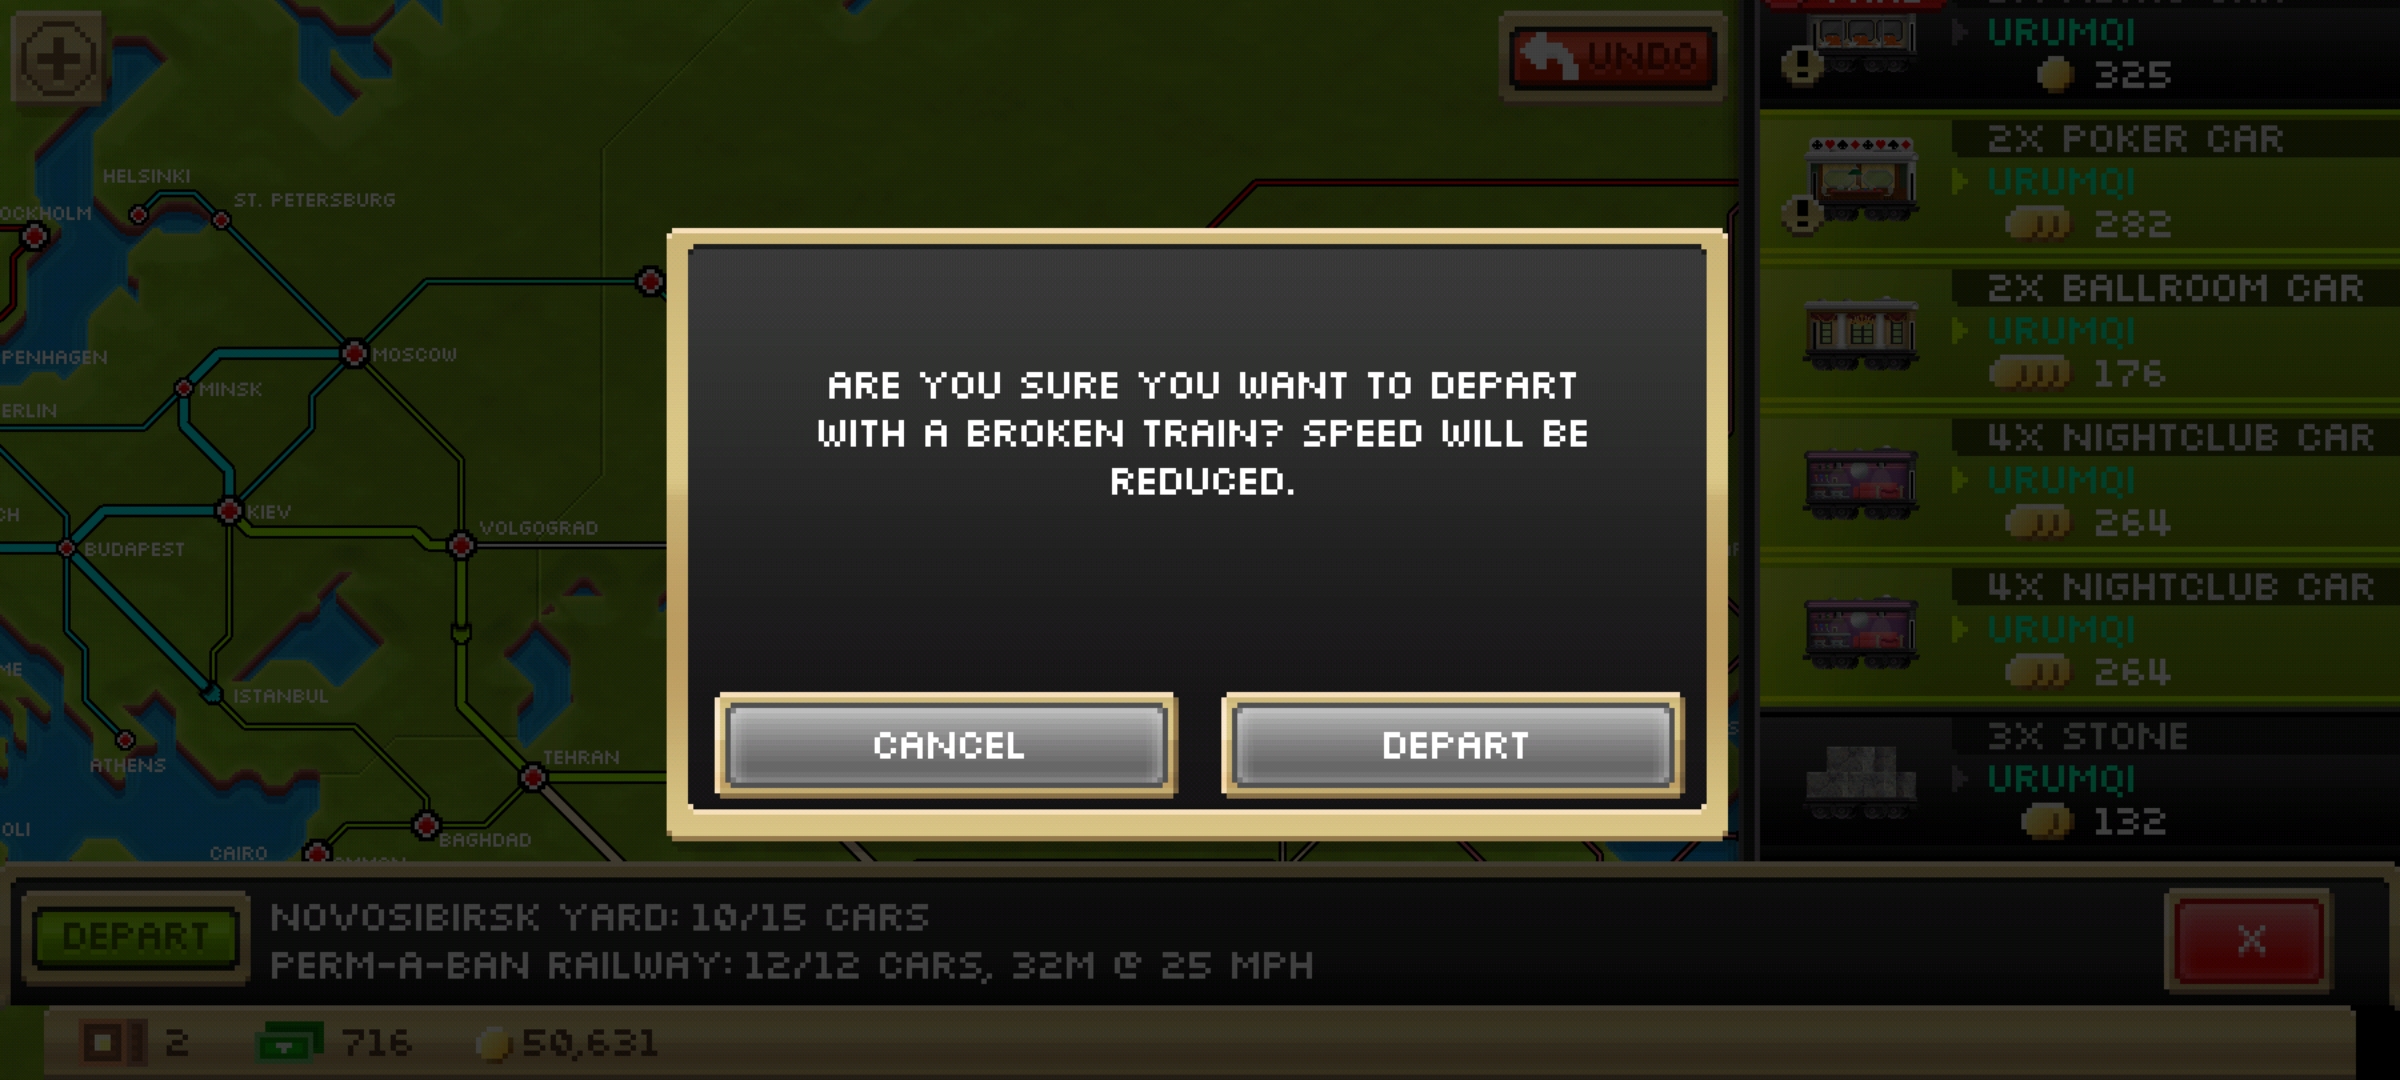 UNDO
HELSINKI
ST. PETERSBURG
OCKHOLM
PENHAGEN
MOSCOW
MINSK
ERLIN
CH
KIEV
VOLGOGRAD
BUDAPEST
ME
ISTANBUL
ATHENS
TEHRAN
OLI
BAGHDAD
CAIRO
URUMQI
325
2X POKER CAR
URUMQI
282
2X BALLROOM CAR
URUMQI
176
4X NIGHTCLUB CAR
URUMQI
264
4X NIGHTCLUB CAR
URUMQI
264
3X STONE
URUMQI
132
ARE YOU SURE YOU WANT TO DEPART
WITH A BROKEN TRAIN? SPEED WILL BE
REDUCED.
CANCEL
DEPART
DEPART
NOVOSIBIRSK YARD: 10/15 CARS
PERM-A-BAN RAILWAY: 12/12 CARS, 32M @ 25 MPH
X
2
716
50,631